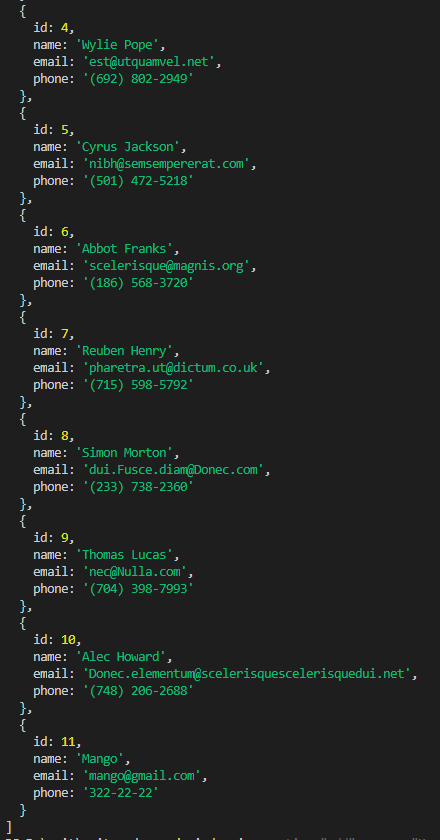 {
id: 4,
name: 'Wylie Pope',
email: 'est@utquamvel.net',
phone: '(692) 802-2949'
},
{
id: 5,
name: 'Cyrus Jackson',
email: 'nibh@semsempererat.com',
phone: '(501) 472-5218'
},
{
id: 6,
name: 'Abbot Franks',
email: 'scelerisque@magnis.org',
phone: '(186) 568-3720'
},
{
id: 7,
name: 'Reuben Henry',
email: 'pharetra.ut@dictum.co.uk',
phone: '(715) 598-5792'
},
{
id: 8,
name: 'Simon Morton',
email: 'dui.Fusce.diam@Donec.com',
phone: '(233) 738-2360'
},
{
id: 9,
name: 'Thomas Lucas',
email: 'nec@Nulla.com',
phone: '(704) 398-7993'
},
{
id: 10,
name: 'Alec Howard',
email: 'Donec.elementum@scelerisquescelerisquedui.net',
phone: '(748) 206-2688'
},
{
id: 11,
name: 'Mango',
email: 'mango@gmail.com',
phone: '322-22-22'
}
]